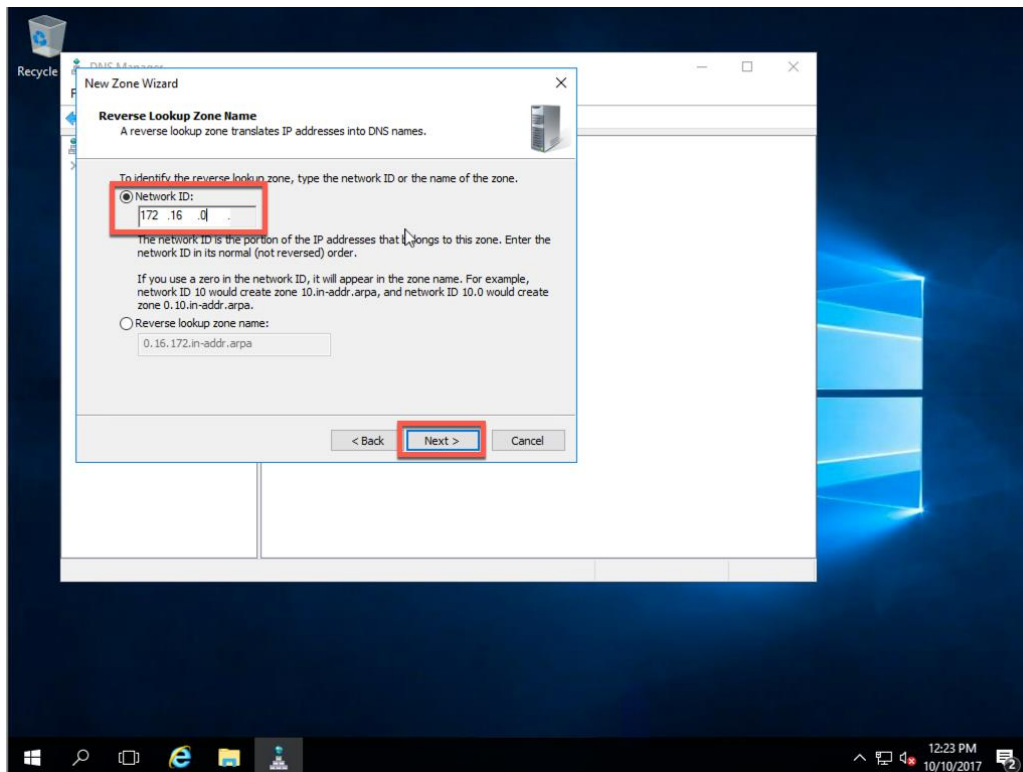 Recycle
DNS Manager
New Zone Wizard
F
Reverse Lookup Zone Name
A reverse lookup zone translates IP addresses into DNS names.
To identify the reverse lookup zone, type the network ID or the name of the zone.
Network ID:
172 .16 .0 .
The network ID is the portion of the IP addresses that belongs to this zone. Enter the
network ID in its normal (not reversed) order.
If you use a zero in the network ID, it will appear in the zone name. For example,
network ID 10 would create zone 10.in-addr.arpa, and network ID 10.0 would create
zone 0.10.in-addr.arpa.
Reverse lookup zone name:
0.16.172.in-addr.arpa
< Back Next > Cancel
12:23 PM
10/10/2017
2